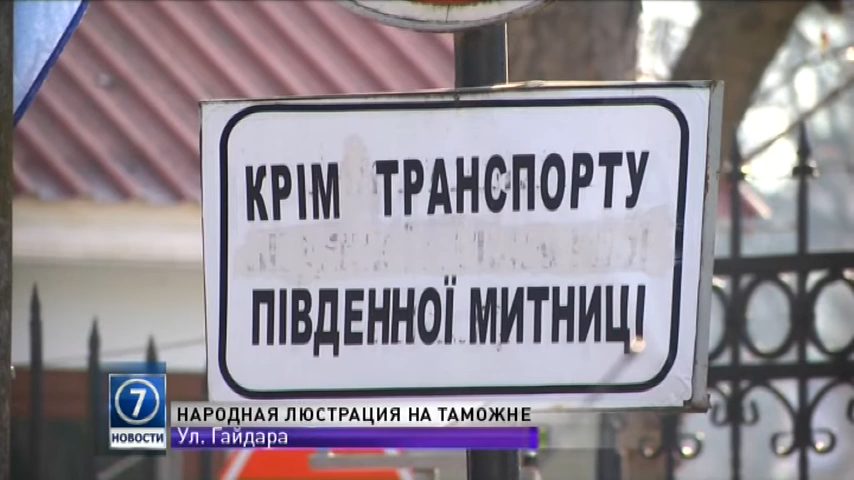 КРІМ ТРАНСПОРТУ
ПІВДЕННОЇ МИТНИЦІ
7
НОВОСТИ
НАРОДНАЯ ЛЮСТРАЦИЯ НА ТАМОЖНЕ
Ул. Гайдара